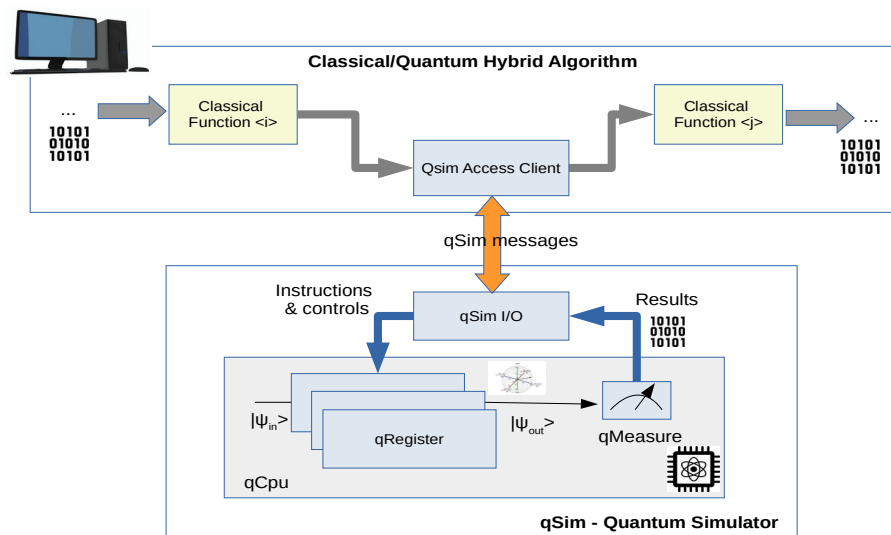 Classical/Quantum Hybrid Algorithm
...
10101
01010
10101
Classical
Function <i>
Qsim Access Client
Classical
Function <j>
...
10101
01010
10101
qSim messages
Instructions
& controls
qSim I/O
Results
10101
01010
10101
|ψin>
qRegister
|ψout>
qMeasure
qCpu
qSim - Quantum Simulator